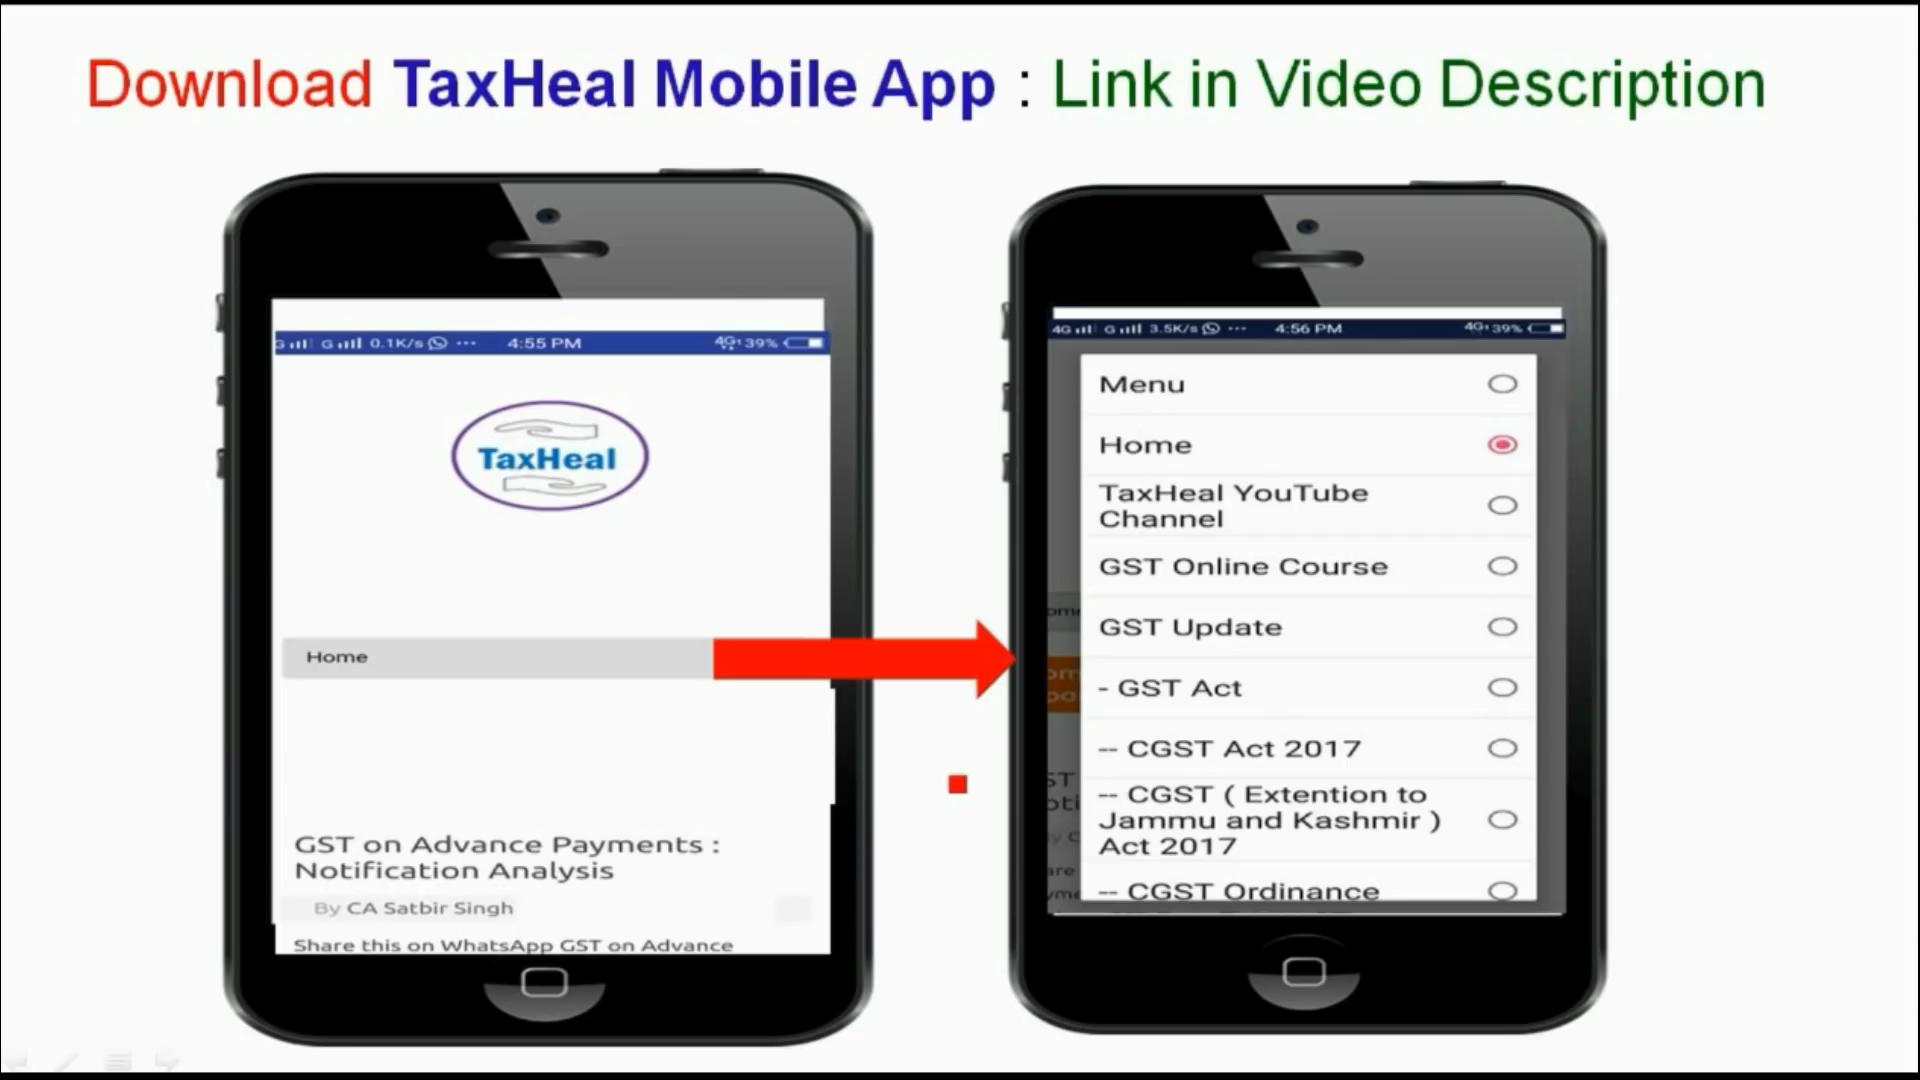 Download TaxHeal Mobile App : Link in Video Description
G G 0.1K/s ... 4:55 PM 4G 39%
TaxHeal
Home
GST on Advance Payments :
Notification Analysis
By CA Satbir Singh
Share this on WhatsApp GST on Advance
4G G 3.5K/s ... 4:56 PM 4G 39%
Menu
Home
TaxHeal YouTube
Channel
GST Online Course
GST Update
- GST Act
-- CGST Act 2017
-- CGST ( Extention to
Jammu and Kashmir )
Act 2017
-- CGST Ordinance